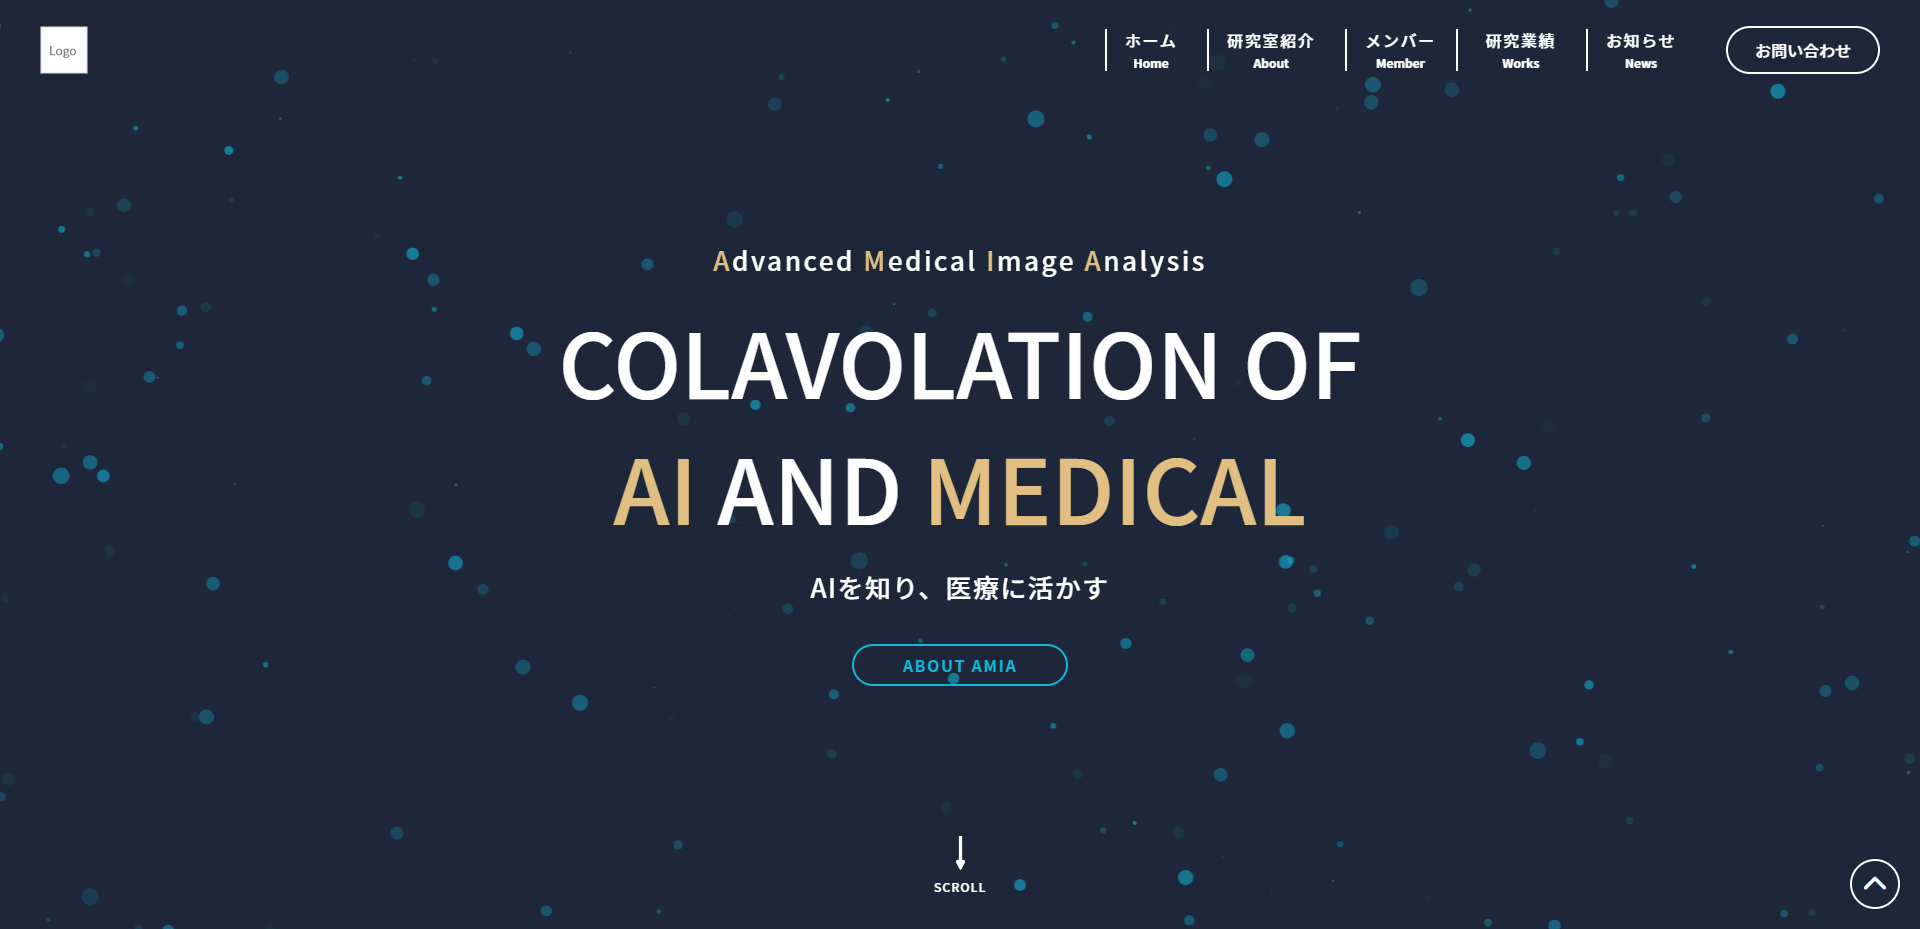 Logo
ホーム
Home
研究室紹介
About
メンバー
Member
研究業績
Works
お知らせ
News
お問い合わせ
Advanced Medical Image Analysis
COLAVOLATION OF
AI AND MEDICAL
AIを知り、医療に活かす
ABOUT AMIA
SCROLL